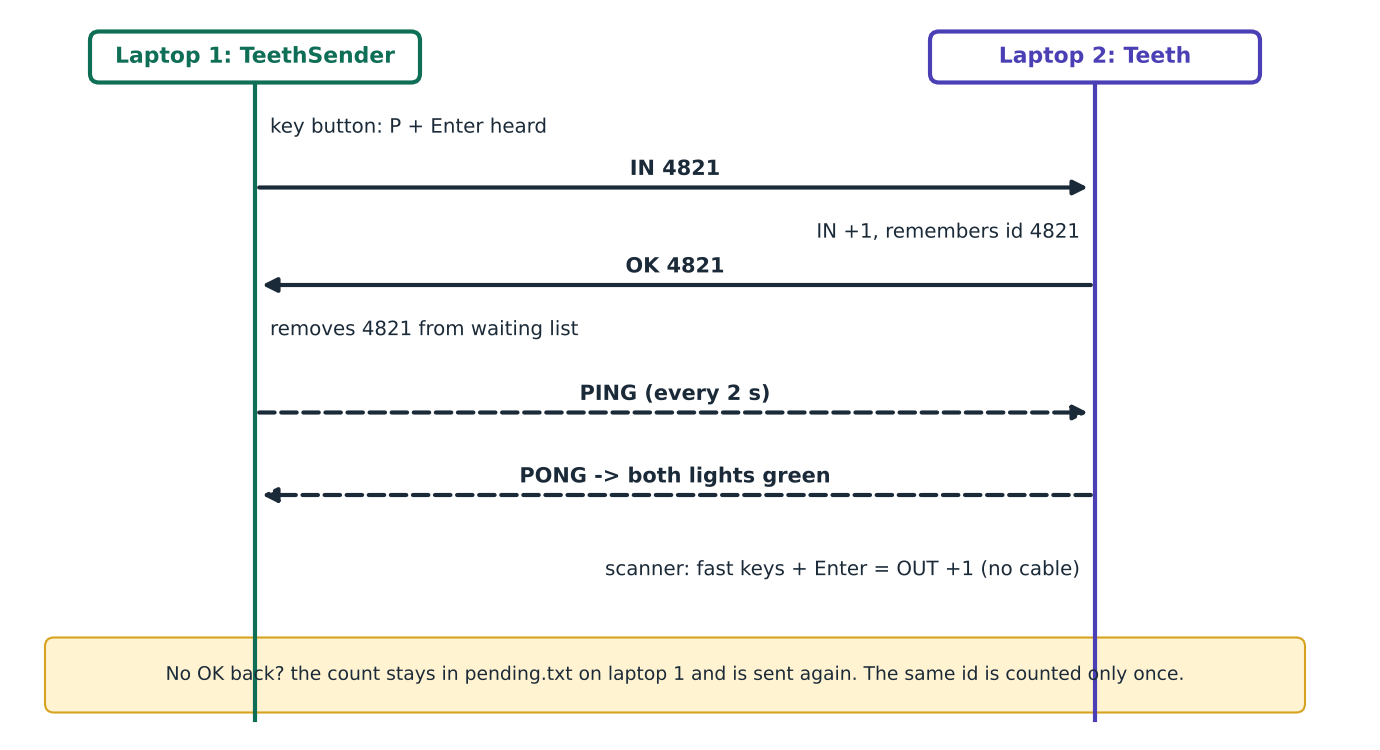 Laptop 1: TeethSender
Laptop 2: Teeth
key button: P + Enter heard
IN 4821
IN +1, remembers id 4821
OK 4821
removes 4821 from waiting list
PING (every 2 s)
PONG -> both lights green
scanner: fast keys + Enter = OUT +1 (no cable)
No OK back? the count stays in pending.txt on laptop 1 and is sent again. The same id is counted only once.